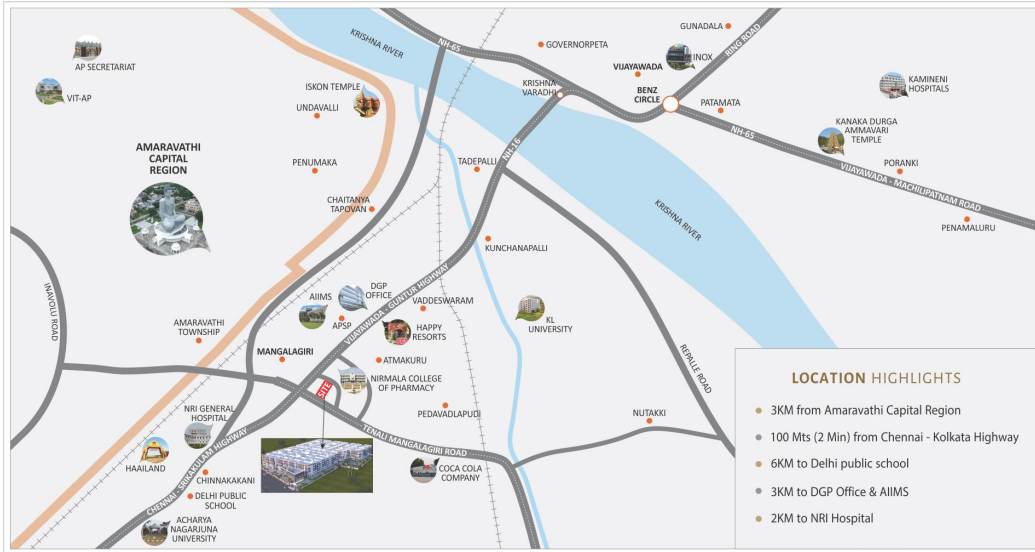 KRISHNA RIVER
NH-65
GOVERNORPETA
GUNADALA
RING ROAD
INOX
VIJAYAWADA
BENZ
CIRCLE
PATAMATA
KAMINENI
HOSPITALS
KANAKA DURGA
AMMAVARI
TEMPLE
NH-65
PORANKI
VIJAYAWADA - MACHILIPATNAM ROAD
PENAMALURU
AP SECRETARIAT
VIT-AP
ISKON TEMPLE
UNDAVALLI
KRISHNA
VARADHI
NH-16
AMARAVATHI
CAPITAL
REGION
PENUMAKA
TADEPALLI
CHAITANYA
TAPOVAN
KRISHNA RIVER
KUNCHANAPALLI
INAVOLU ROAD
AIIMS
DGP
OFFICE
APSP
VIJAYAWADA - GUNTUR HIGHWAY
VADDESWARAM
HAPPY
RESORTS
KL
UNIVERSITY
AMARAVATHI
TOWNSHIP
MANGALAGIRI
ATMAKURU
REPALLE ROAD
SITE
NIRMALA COLLEGE
OF PHARMACY
NRI GENERAL
HOSPITAL
PEDAVADLAPUDI
NUTAKKI
TENALI MANGALAGIRI ROAD
HAAILAND
CHENNAI - SRIKAKULAM HIGHWAY
CHINNAKAKANI
COCA COLA
COMPANY
DELHI PUBLIC
SCHOOL
ACHARYA
NAGARJUNA
UNIVERSITY
LOCATION HIGHLIGHTS
3KM from Amaravathi Capital Region
100 Mts (2 Min) from Chennai - Kolkata Highway
6KM to Delhi public school
3KM to DGP Office & AIIMS
2KM to NRI Hospital